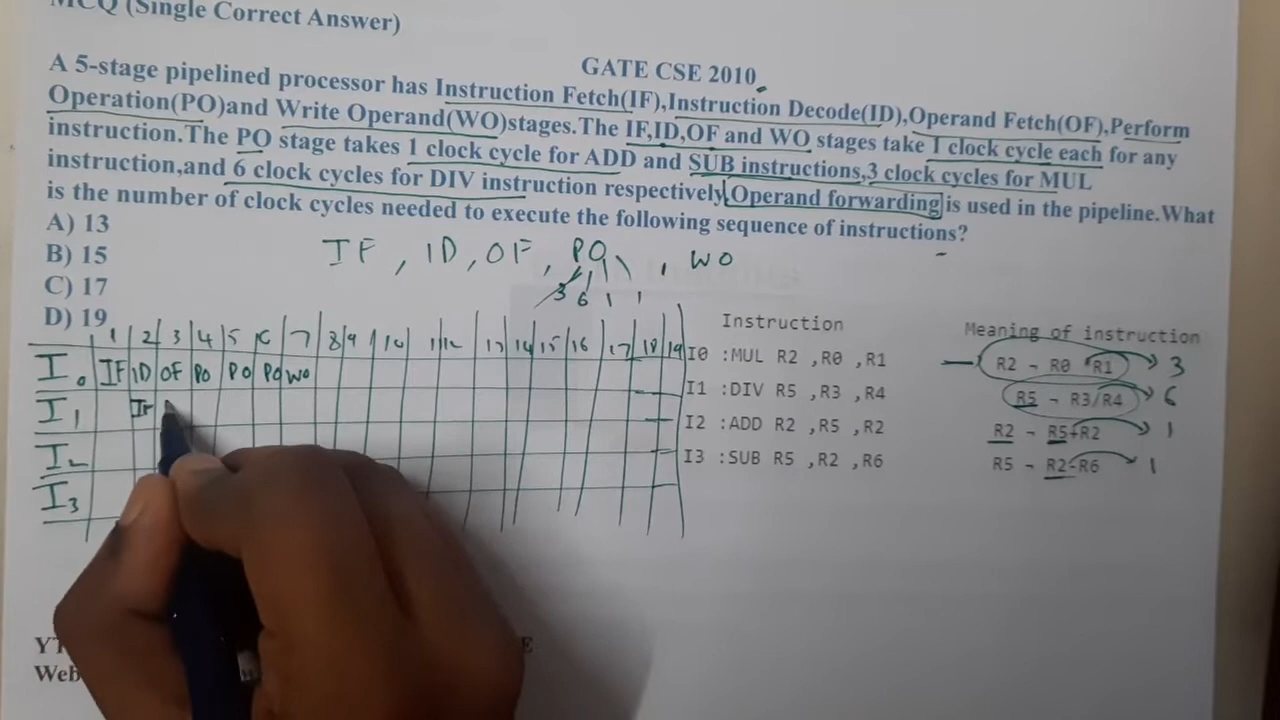 MCQ (Single Correct Answer)
GATE CSE 2010
A 5-stage pipelined processor has Instruction Fetch(IF),Instruction Decode(ID),Operand Fetch(OF),Perform
Operation(PO)and Write Operand(WO)stages.The IF,ID,OF and WO stages take 1 clock cycle each for any
instruction.The PO stage takes 1 clock cycle for ADD and SUB instructions,3 clock cycles for MUL
instruction,and 6 clock cycles for DIV instruction respectively.Operand forwarding is used in the pipeline.What
is the number of clock cycles needed to execute the following sequence of instructions?
A) 13
B) 15
C) 17
D) 19
IF , ID , OF , PO , WO
3 6 1 1
1 2 3 4 5 6 7 8 9 10 11 12 13 14 15 16 17 18 19
I0 IF ID OF PO PO PO WO
I1 IF
I2
I3
Instruction Meaning of instruction
I0 :MUL R2 ,R0 ,R1 R2 ← R0 *R1 3
I1 :DIV R5 ,R3 ,R4 R5 ← R3/R4 6
I2 :ADD R2 ,R5 ,R2 R2 ← R5+R2 1
I3 :SUB R5 ,R2 ,R6 R5 ← R2-R6 1
YT
E
Web